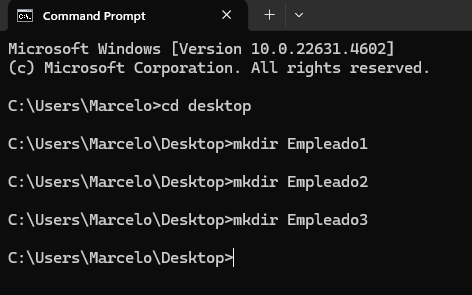 Command Prompt
Microsoft Windows [Version 10.0.22631.4602]
(c) Microsoft Corporation. All rights reserved.
C:\Users\Marcelo>cd desktop
C:\Users\Marcelo\Desktop>mkdir Empleado1
C:\Users\Marcelo\Desktop>mkdir Empleado2
C:\Users\Marcelo\Desktop>mkdir Empleado3
C:\Users\Marcelo\Desktop>